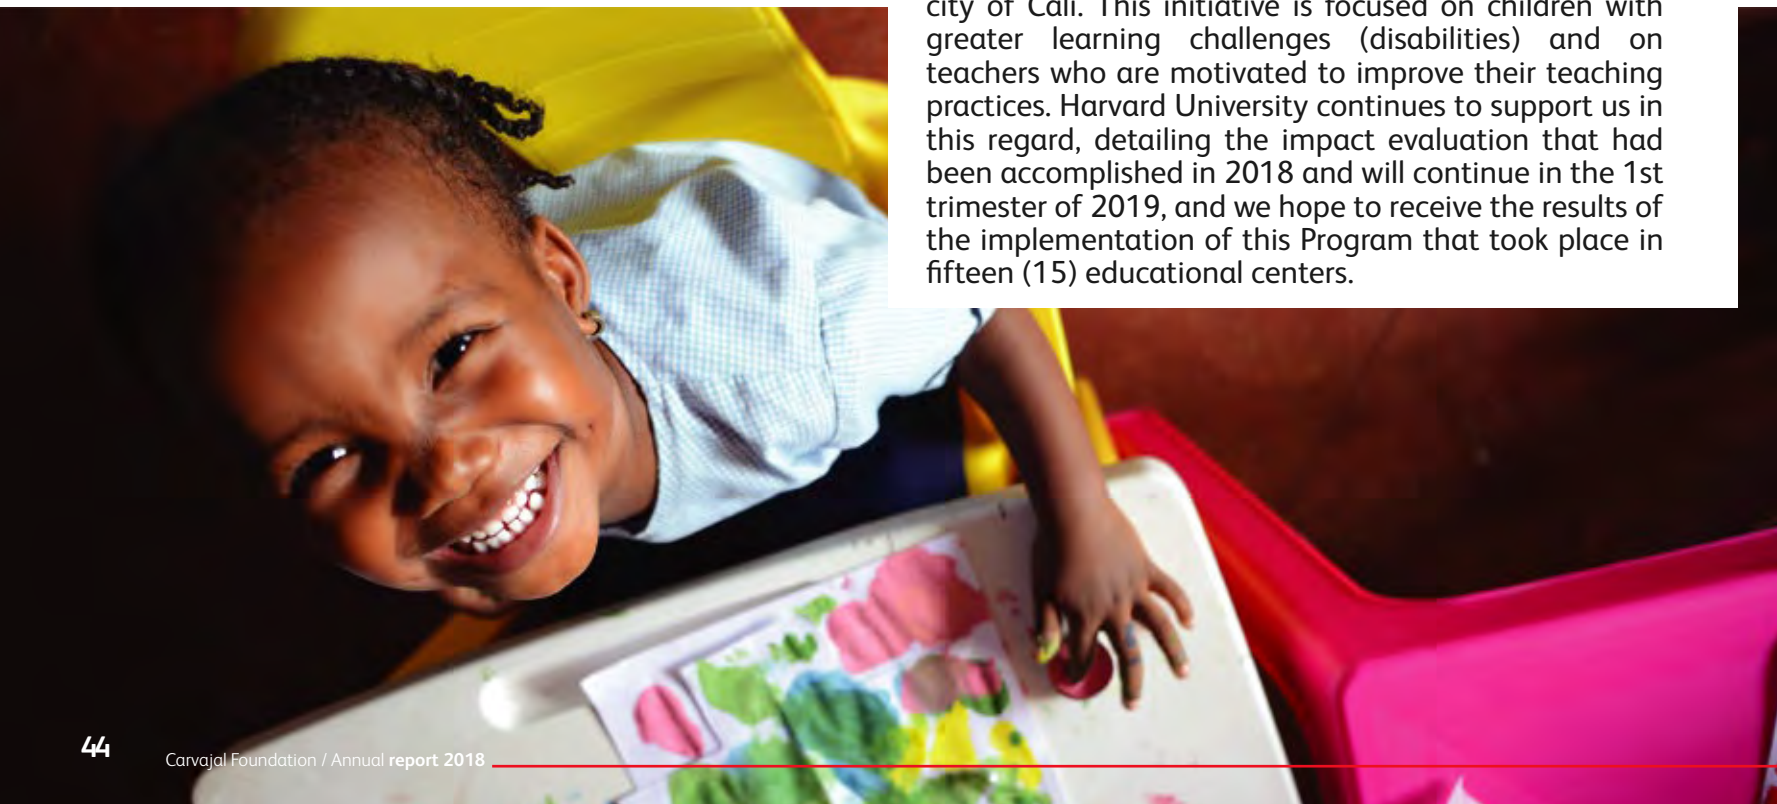 city of Cali. This initiative is focused on children with
greater learning challenges (disabilities) and on
teachers who are motivated to improve their teaching
practices. Harvard University continues to support us in
this regard, detailing the impact evaluation that had
been accomplished in 2018 and will continue in the 1st
trimester of 2019, and we hope to receive the results of
the implementation of this Program that took place in
fifteen (15) educational centers.
44
Carvajal Foundation / Annual report 2018